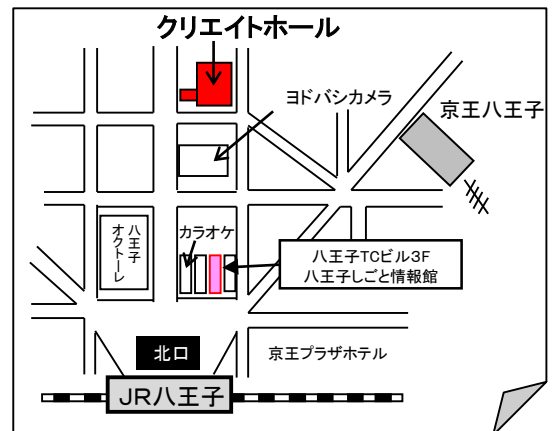 クリエイトホール
ヨドバシカメラ
京王八王子
八王子
オクトーレ
カラオケ
八王子TCビル3F
八王子しごと情報館
北口
京王プラザホテル
JR八王子